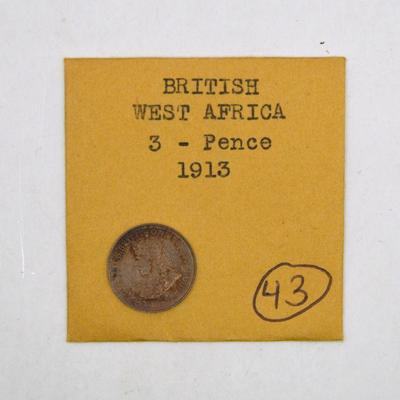 BRITISH
WEST AFRICA
3 - Pence
1913
43